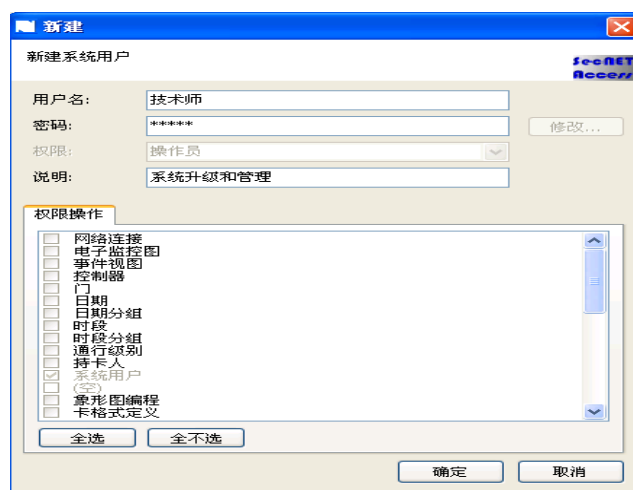 新建
新建系统用户
SecNET
Access
用户名: 技术师
密码: ***** 修改...
权限: 操作员
说明: 系统升级和管理
权限操作
网络连接
电子监控图
事件视图
控制器
门
日期
日期分组
时段
时段分组
通行级别
持卡人
系统用户
(空)
象形图编程
卡格式定义
全选 全不选
确定 取消